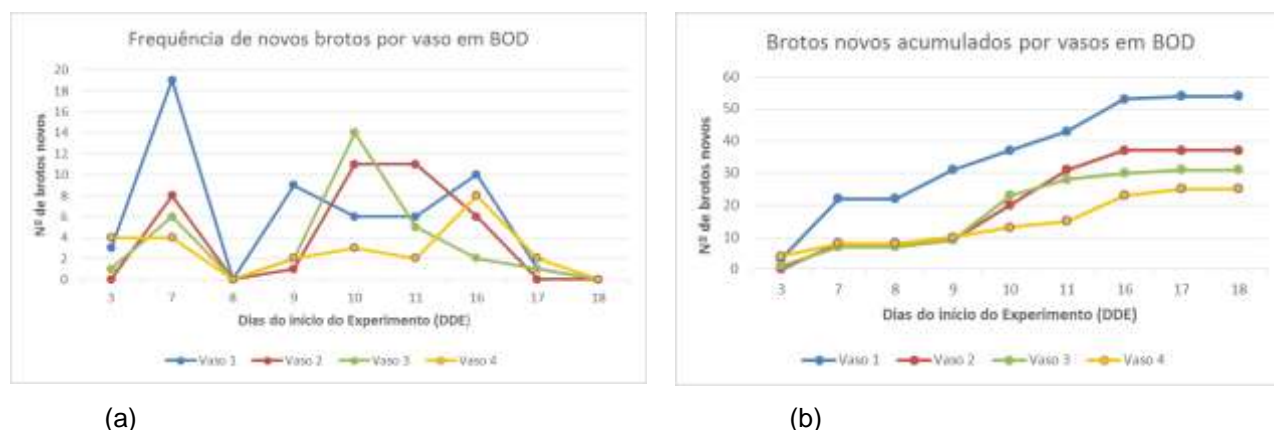 Frequência de novos brotos por vaso em BOD
20
18
16
14
12
10
8
6
4
2
0
Nº de brotos novos
3 7 8 9 10 11 16 17 18
Dias do início do Experimento (DDE)
Vaso 1 Vaso 2 Vaso 3 Vaso 4
(a)
Brotos novos acumulados por vasos em BOD
60
50
40
30
20
10
0
Nº de brotos novos
3 7 8 9 10 11 16 17 18
Dias do início do Experimento (DDE)
Vaso 1 Vaso 2 Vaso 3 Vaso 4
(b)